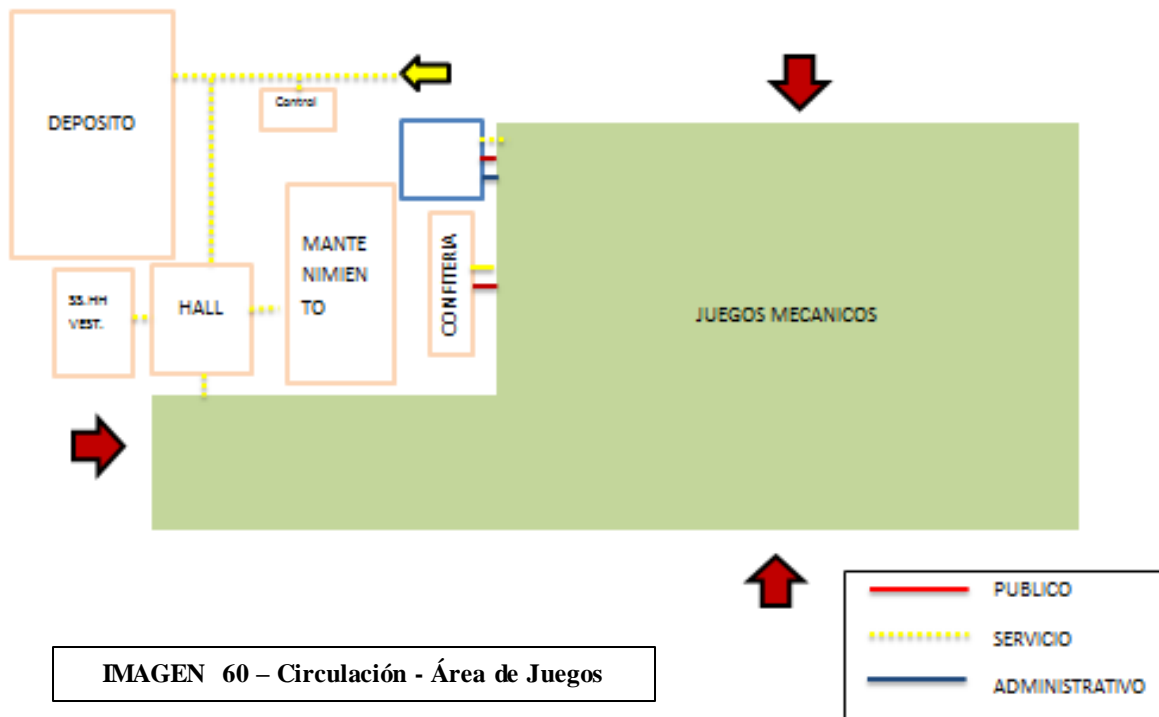 Control
DEPOSITO
MANTE
NIMIEN
TO
CONFITERIA
SS.HH
VEST.
HALL
JUEGOS MECANICOS
PUBLICO
SERVICIO
ADMINISTRATIVO
IMAGEN 60 – Circulación - Área de Juegos